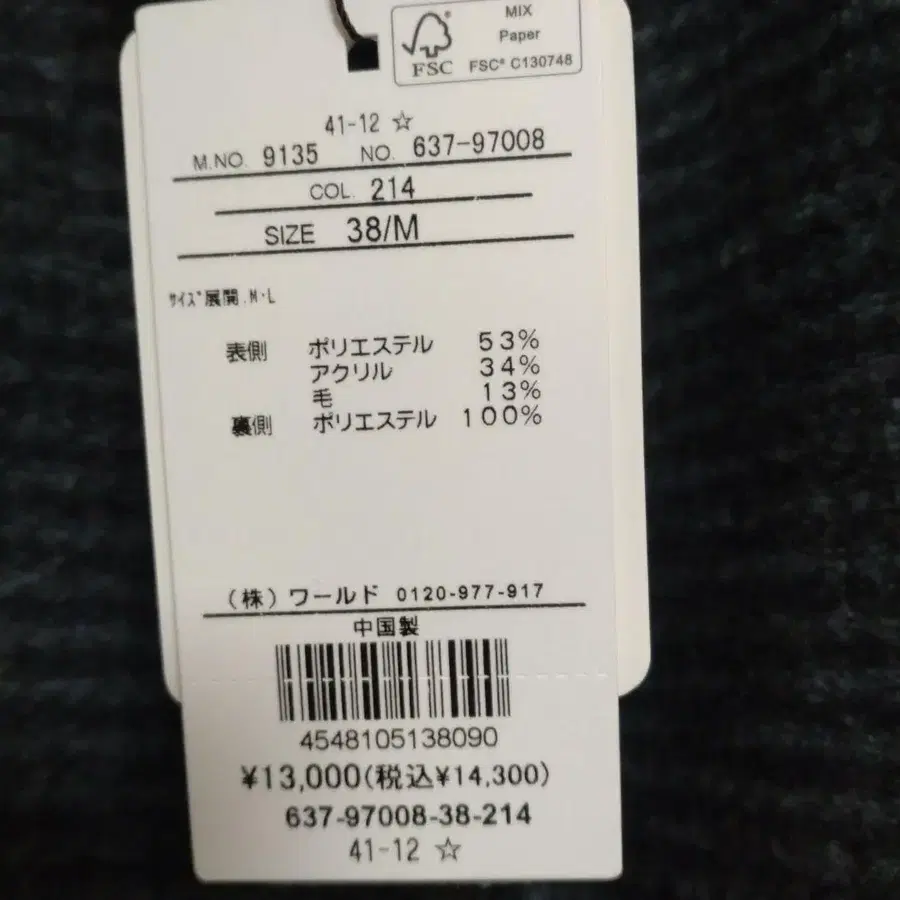 MIX
Paper
FSC® C130748
FSC®
41-12 ☆
M.NO. 9135 NO. 637-97008
COL. 214
SIZE 38/M
ｻｲｽﾞ展開.M･L
表側 ポリエステル 53%
アクリル 34%
毛 13%
裏側 ポリエステル 100%
(株)ワールド 0120-977-917
中国製
4548105138090
¥13,000(税込¥14,300)
637-97008-38-214
41-12 ☆